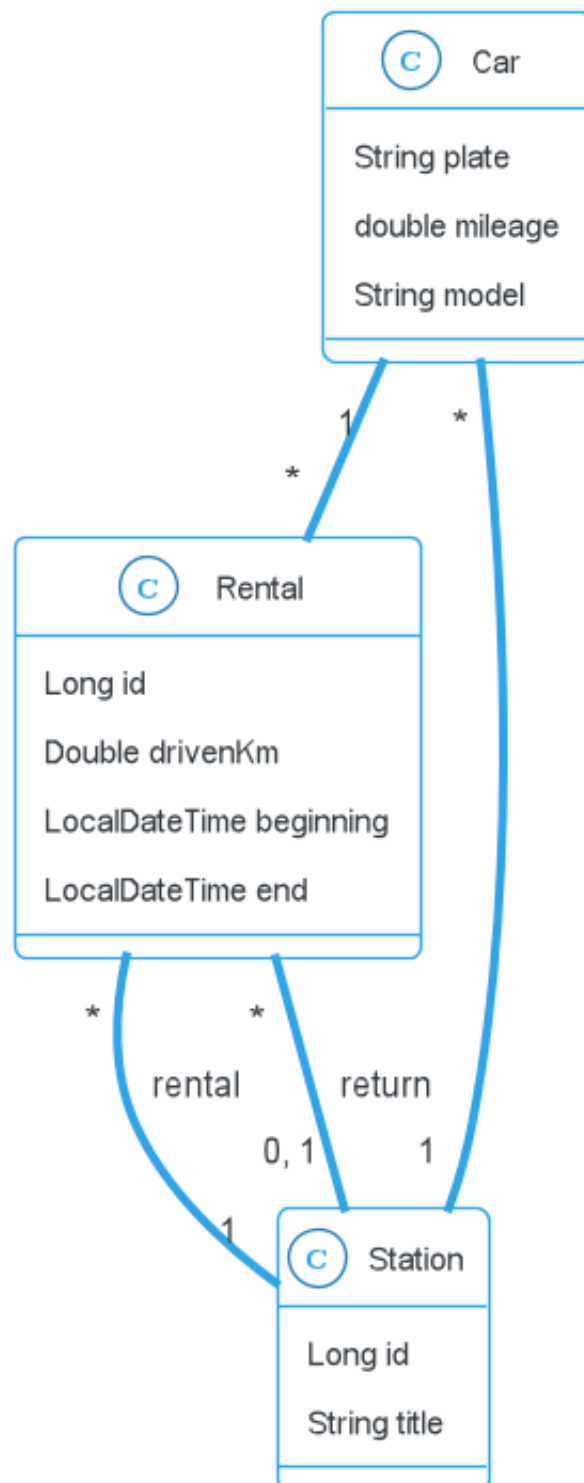 C Car
String plate
double mileage
String model
1
*
*
C Rental
Long id
Double drivenKm
LocalDateTime beginning
LocalDateTime end
*
*
rental
return
0, 1
1
1
C Station
Long id
String title